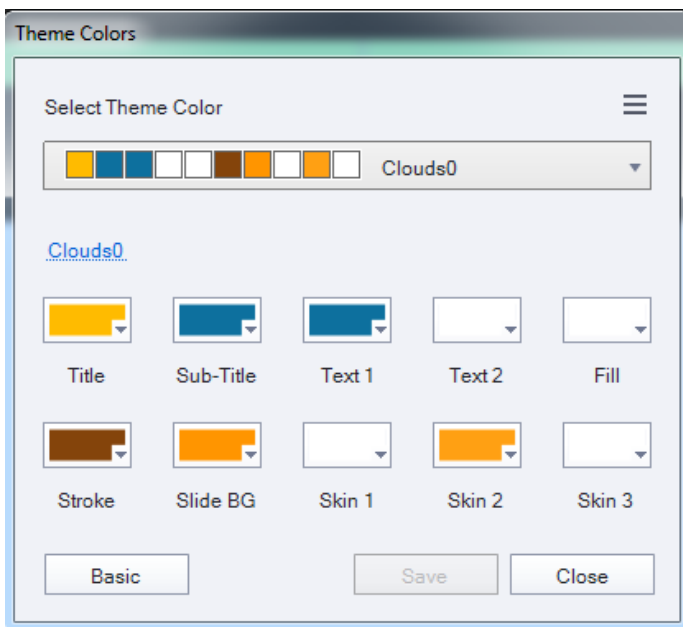 Theme Colors
Select Theme Color
Clouds0
Clouds0
Title Sub-Title Text 1 Text 2 Fill
Stroke Slide BG Skin 1 Skin 2 Skin 3
Basic Save Close